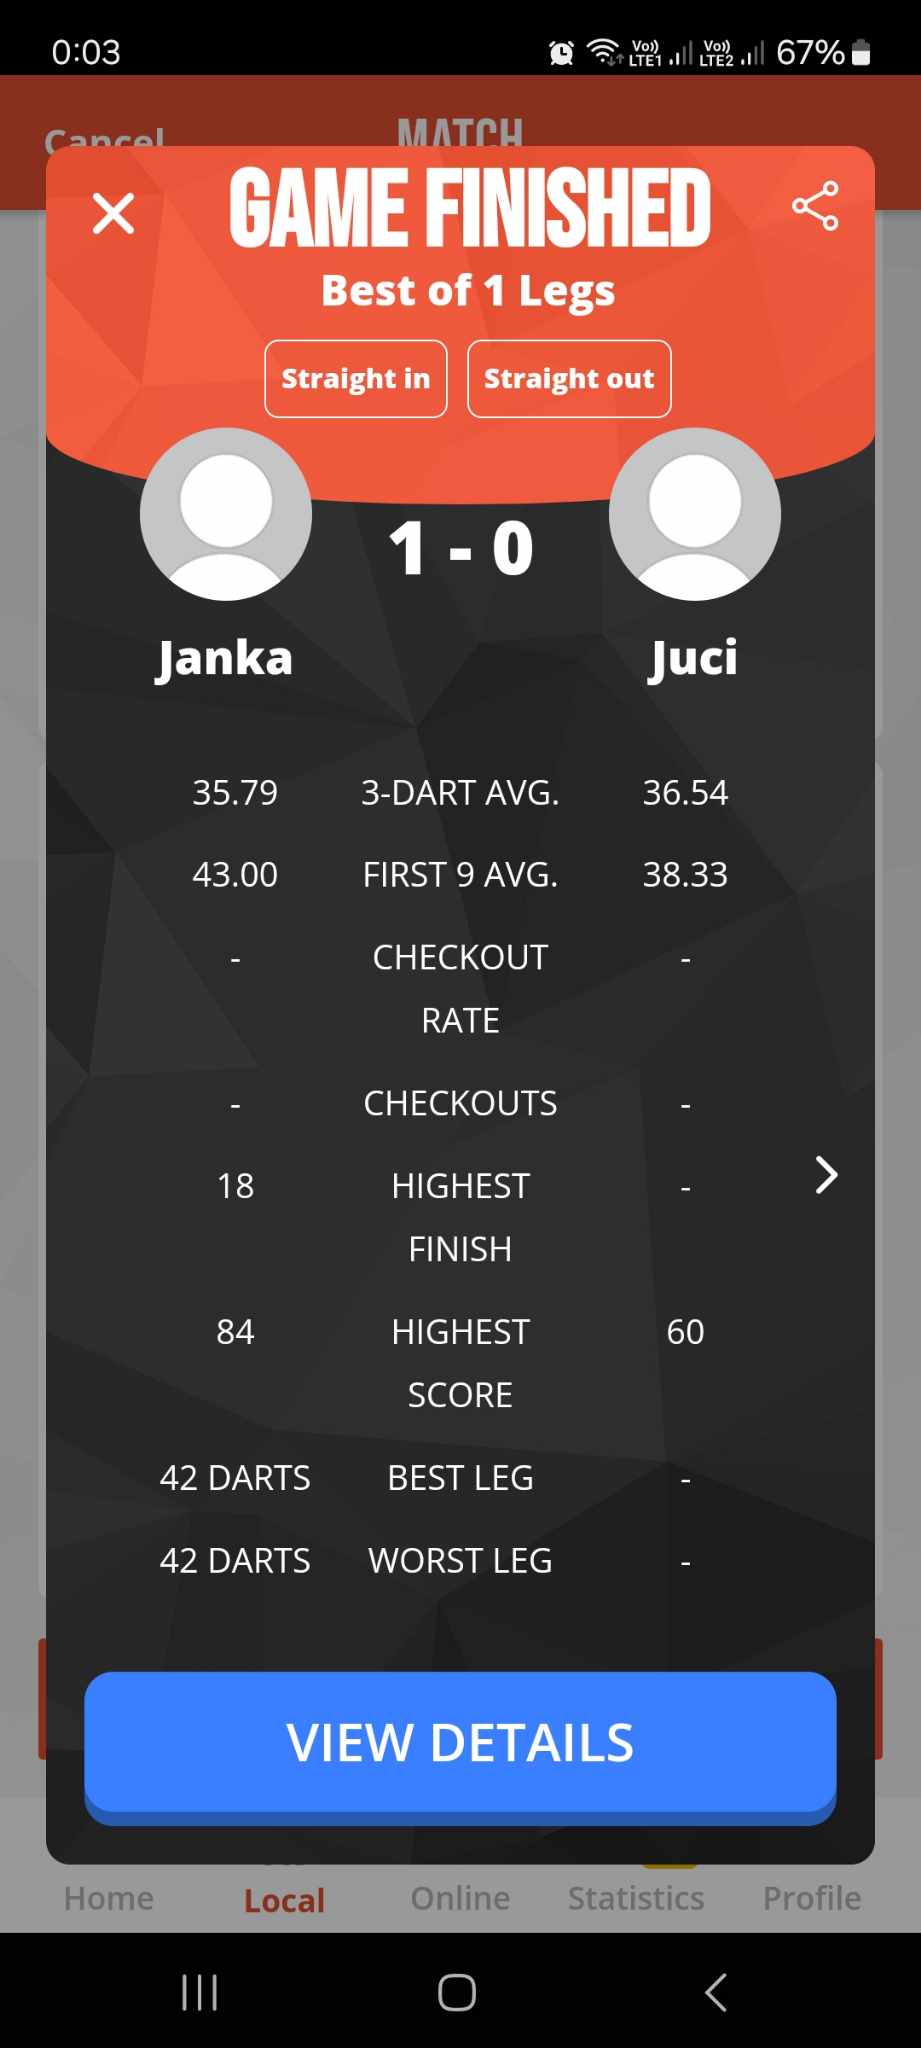 0:03
Vo)) LTE1 Vo)) LTE2 67%
Cancel MATCH
GAME FINISHED
Best of 1 Legs
Straight in Straight out
1 - 0
Janka Juci
35.79 3-DART AVG. 36.54
43.00 FIRST 9 AVG. 38.33
- CHECKOUT RATE -
- CHECKOUTS -
18 HIGHEST FINISH -
84 HIGHEST SCORE 60
42 DARTS BEST LEG -
42 DARTS WORST LEG -
VIEW DETAILS
Home Local Online Statistics Profile